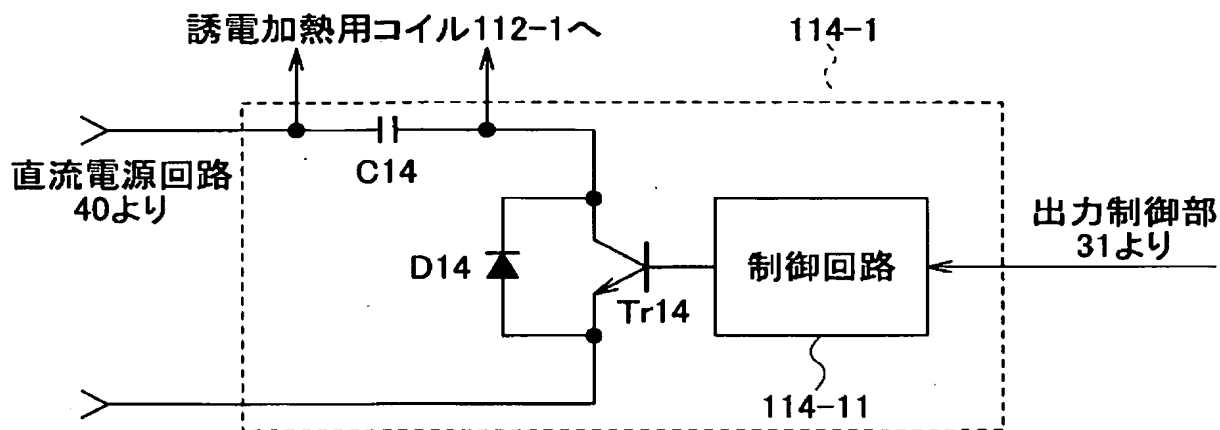 誘電加熱用コイル112-1へ
114-1
直流電源回路
40より
C14
D14
Tr14
制御回路
出力制御部
31より
114-11